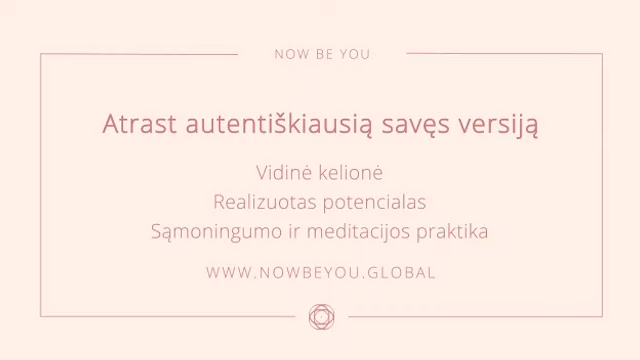 NOW BE YOU
Atrast autentiškiausią savęs versiją
Vidinė kelionė
Realizuotas potencialas
Sąmoningumo ir meditacijos praktika
WWW.NOWBEYOU.GLOBAL